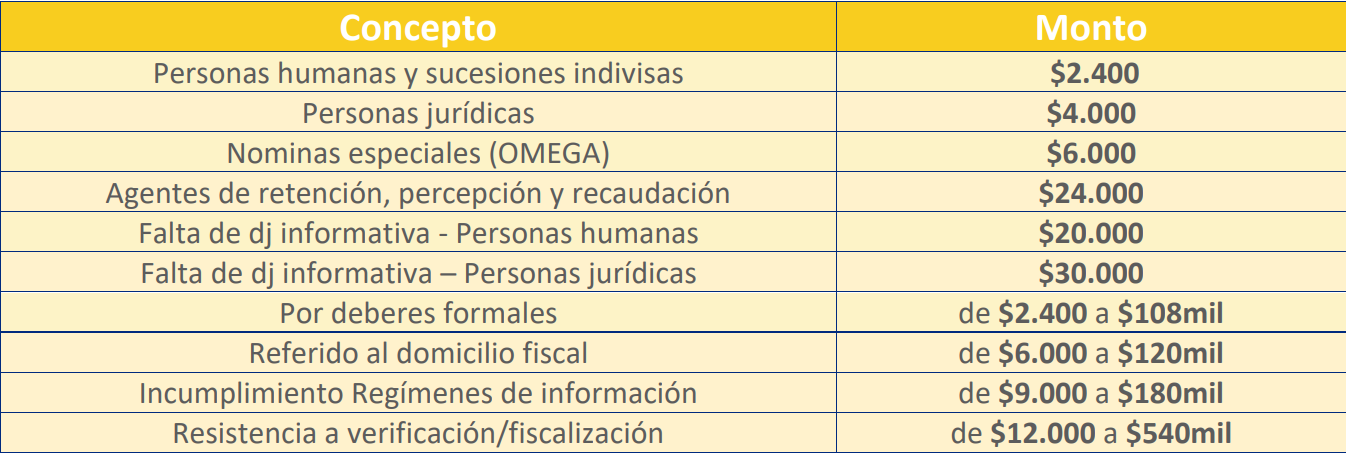 Concepto Monto
Personas humanas y sucesiones indivisas $2.400
Personas jurídicas $4.000
Nominas especiales (OMEGA) $6.000
Agentes de retención, percepción y recaudación $24.000
Falta de dj informativa - Personas humanas $20.000
Falta de dj informativa – Personas jurídicas $30.000
Por deberes formales de $2.400 a $108mil
Referido al domicilio fiscal de $6.000 a $120mil
Incumplimiento Regímenes de información de $9.000 a $180mil
Resistencia a verificación/fiscalización de $12.000 a $540mil